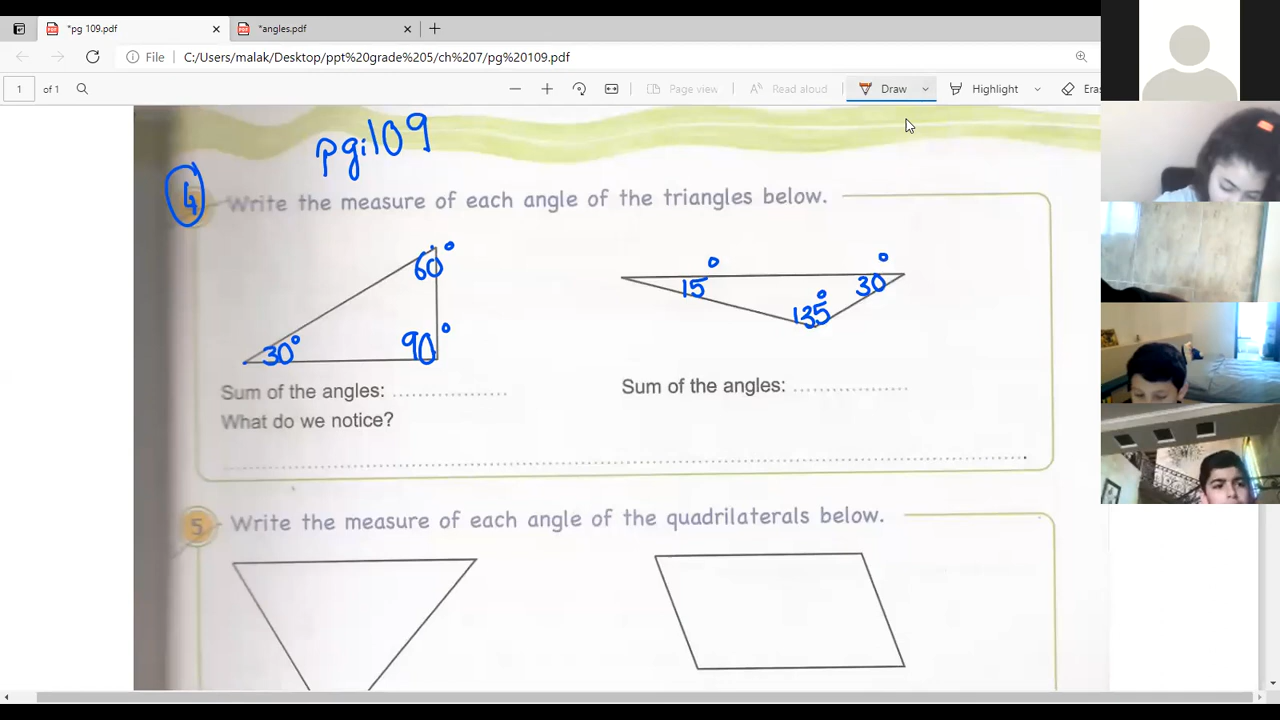 *pg 109.pdf
*angles.pdf
File C:/Users/malak/Desktop/ppt%20grade%205/ch%207/pg%20109.pdf
1 of 1 Page view Read aloud Draw Highlight Eras
pg:109
4 Write the measure of each angle of the triangles below.
60°
30°
90°
15°
135°
30°
Sum of the angles: ....................
Sum of the angles: ....................
What do we notice?
5 Write the measure of each angle of the quadrilaterals below.